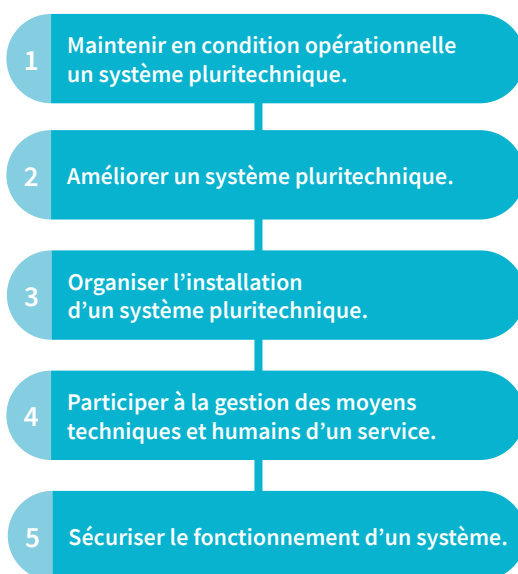 1
Maintenir en condition opérationnelle
un système pluritechnique.
2
Améliorer un système pluritechnique.
3
Organiser l’installation
d’un système pluritechnique.
4
Participer à la gestion des moyens
techniques et humains d’un service.
5
Sécuriser le fonctionnement d’un système.